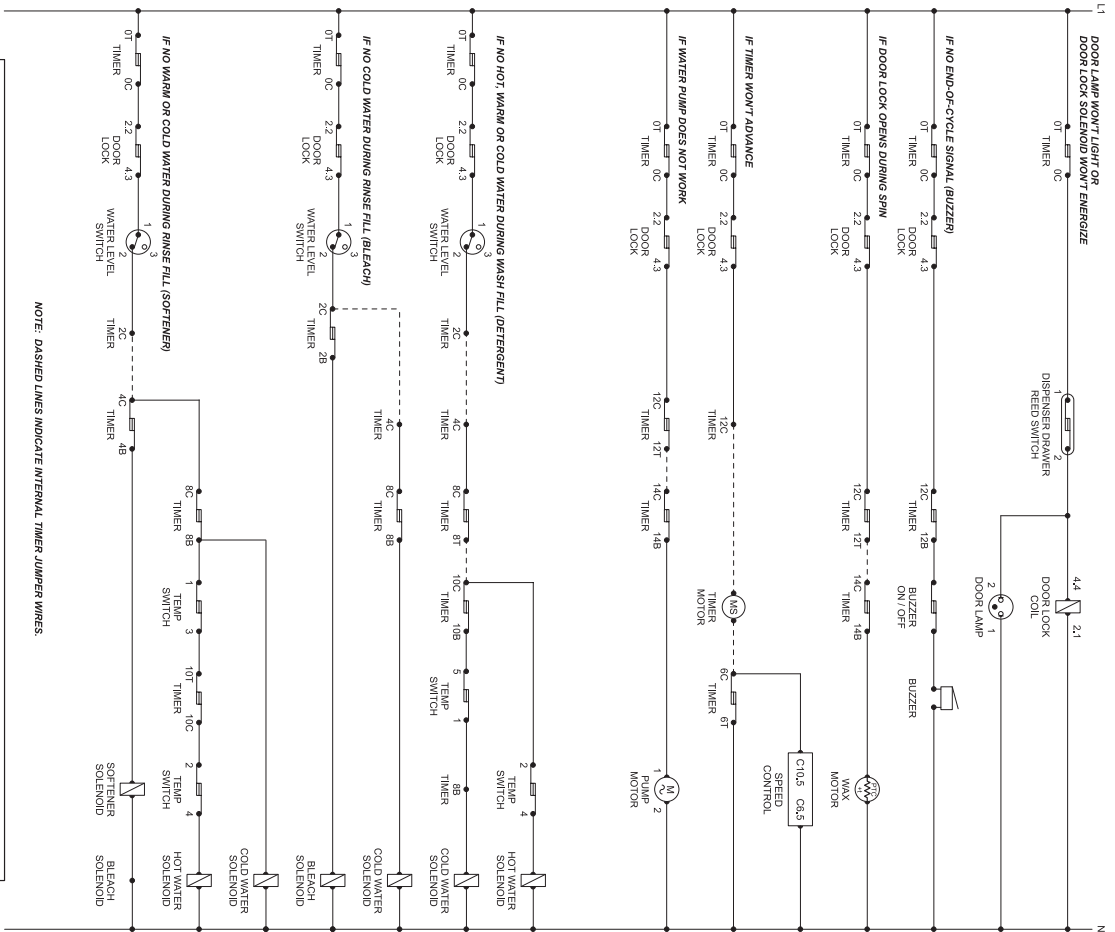 L1
N
DOOR LAMP WON'T LIGHT OR
DOOR LOCK SOLENOID WON'T ENERGIZE
0T 0C
TIMER
1 2
DISPENSER DRAWER
REED SWITCH
4.4 2.1
DOOR LOCK
COIL
2 1
DOOR LAMP
IF NO END-OF-CYCLE SIGNAL (BUZZER)
0T 0C
TIMER
2.2 4.3
DOOR
LOCK
12C 12B
TIMER
BUZZER
ON / OFF
BUZZER
IF DOOR LOCK OPENS DURING SPIN
0T 0C
TIMER
2.2 4.3
DOOR
LOCK
12C 12T
TIMER
14C 14B
TIMER
PTC
+t
WAX
MOTOR
C10,5 C6,5
SPEED
CONTROL
IF TIMER WON'T ADVANCE
0T 0C
TIMER
2.2 4.3
DOOR
LOCK
12C
TIMER
MS
TIMER
MOTOR
6C 6T
TIMER
IF WATER PUMP DOES NOT WORK
0T 0C
TIMER
2.2 4.3
DOOR
LOCK
12C 12T
TIMER
14C 14B
TIMER
1 M 2
PUMP
MOTOR
2 4
TEMP
SWITCH
HOT WATER
SOLENOID
IF NO HOT, WARM OR COLD WATER DURING WASH FILL (DETERGENT)
0T 0C
TIMER
2.2 4.3
DOOR
LOCK
1 3
2
WATER LEVEL
SWITCH
2C
TIMER
4C
TIMER
8C 8T
TIMER
10C 10B
TIMER
5 1
TEMP
SWITCH
8B
TIMER
COLD WATER
SOLENOID
4C
TIMER
8C 8B
TIMER
COLD WATER
SOLENOID
IF NO COLD WATER DURING RINSE FILL (BLEACH)
0T 0C
TIMER
2.2 4.3
DOOR
LOCK
1 3
2
WATER LEVEL
SWITCH
2C 2B
TIMER
BLEACH
SOLENOID
COLD WATER
SOLENOID
8C 8B
TIMER
1 3
TEMP
SWITCH
10T 10C
TIMER
2 4
TEMP
SWITCH
HOT WATER
SOLENOID
IF NO WARM OR COLD WATER DURING RINSE FILL (SOFTENER)
0T 0C
TIMER
2.2 4.3
DOOR
LOCK
1 3
2
WATER LEVEL
SWITCH
2C
TIMER
4C 4B
TIMER
SOFTENER
SOLENOID
BLEACH
SOLENOID
NOTE: DASHED LINES INDICATE INTERNAL TIMER JUMPER WIRES.